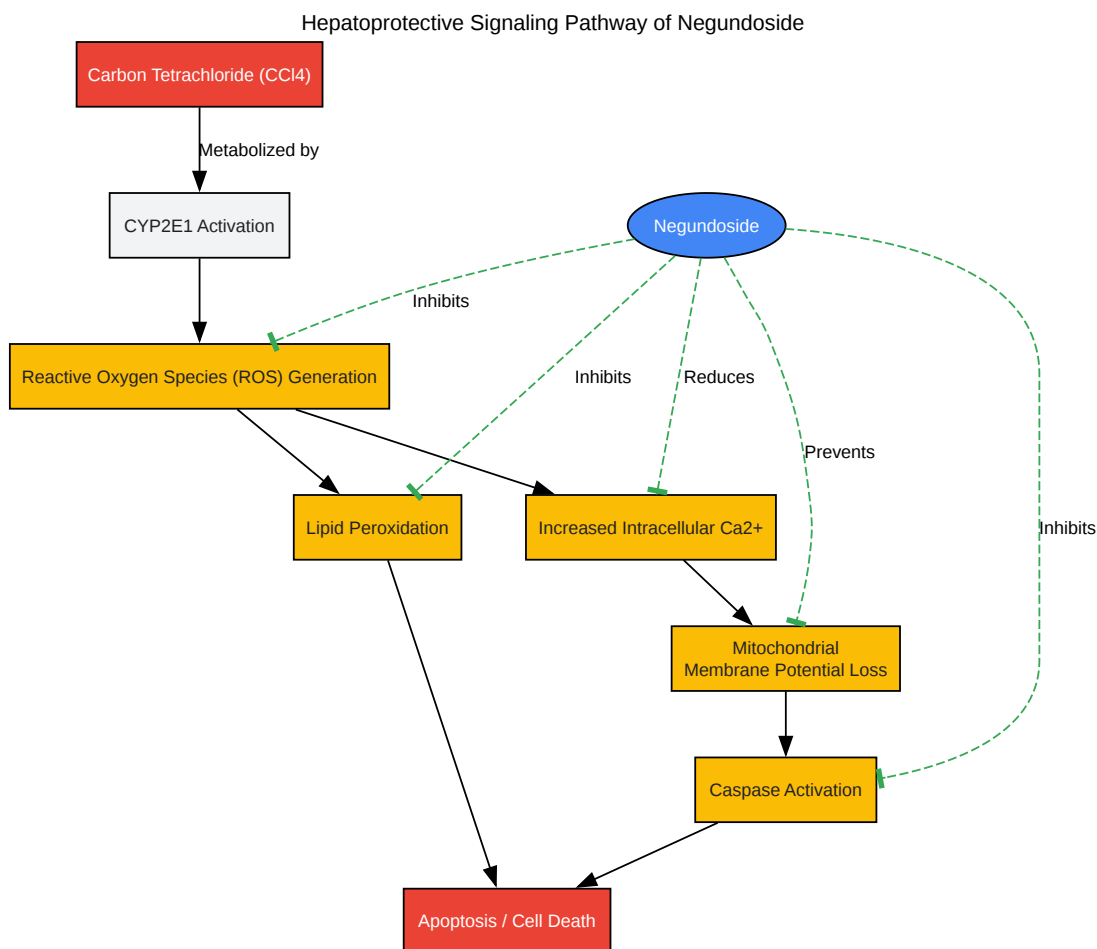 Hepatoprotective Signaling Pathway of Negundoside
Carbon Tetrachloride (CCl4)
Metabolized by
CYP2E1 Activation
Negundoside
Inhibits
Reactive Oxygen Species (ROS) Generation
Inhibits
Reduces
Prevents
Lipid Peroxidation
Increased Intracellular Ca2+
Inhibits
Mitochondrial
Membrane Potential Loss
Caspase Activation
Apoptosis / Cell Death